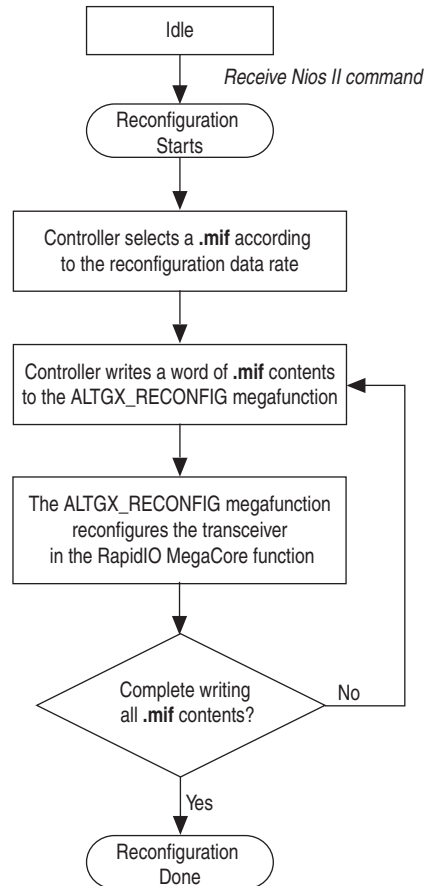 Idle
Receive Nios II command
Reconfiguration
Starts
Controller selects a .mif according
to the reconfiguration data rate
Controller writes a word of .mif contents
to the ALTGX_RECONFIG megafunction
The ALTGX_RECONFIG megafunction
reconfigures the transceiver
in the RapidIO MegaCore function
Complete writing
all .mif contents?
No
Yes
Reconfiguration
Done